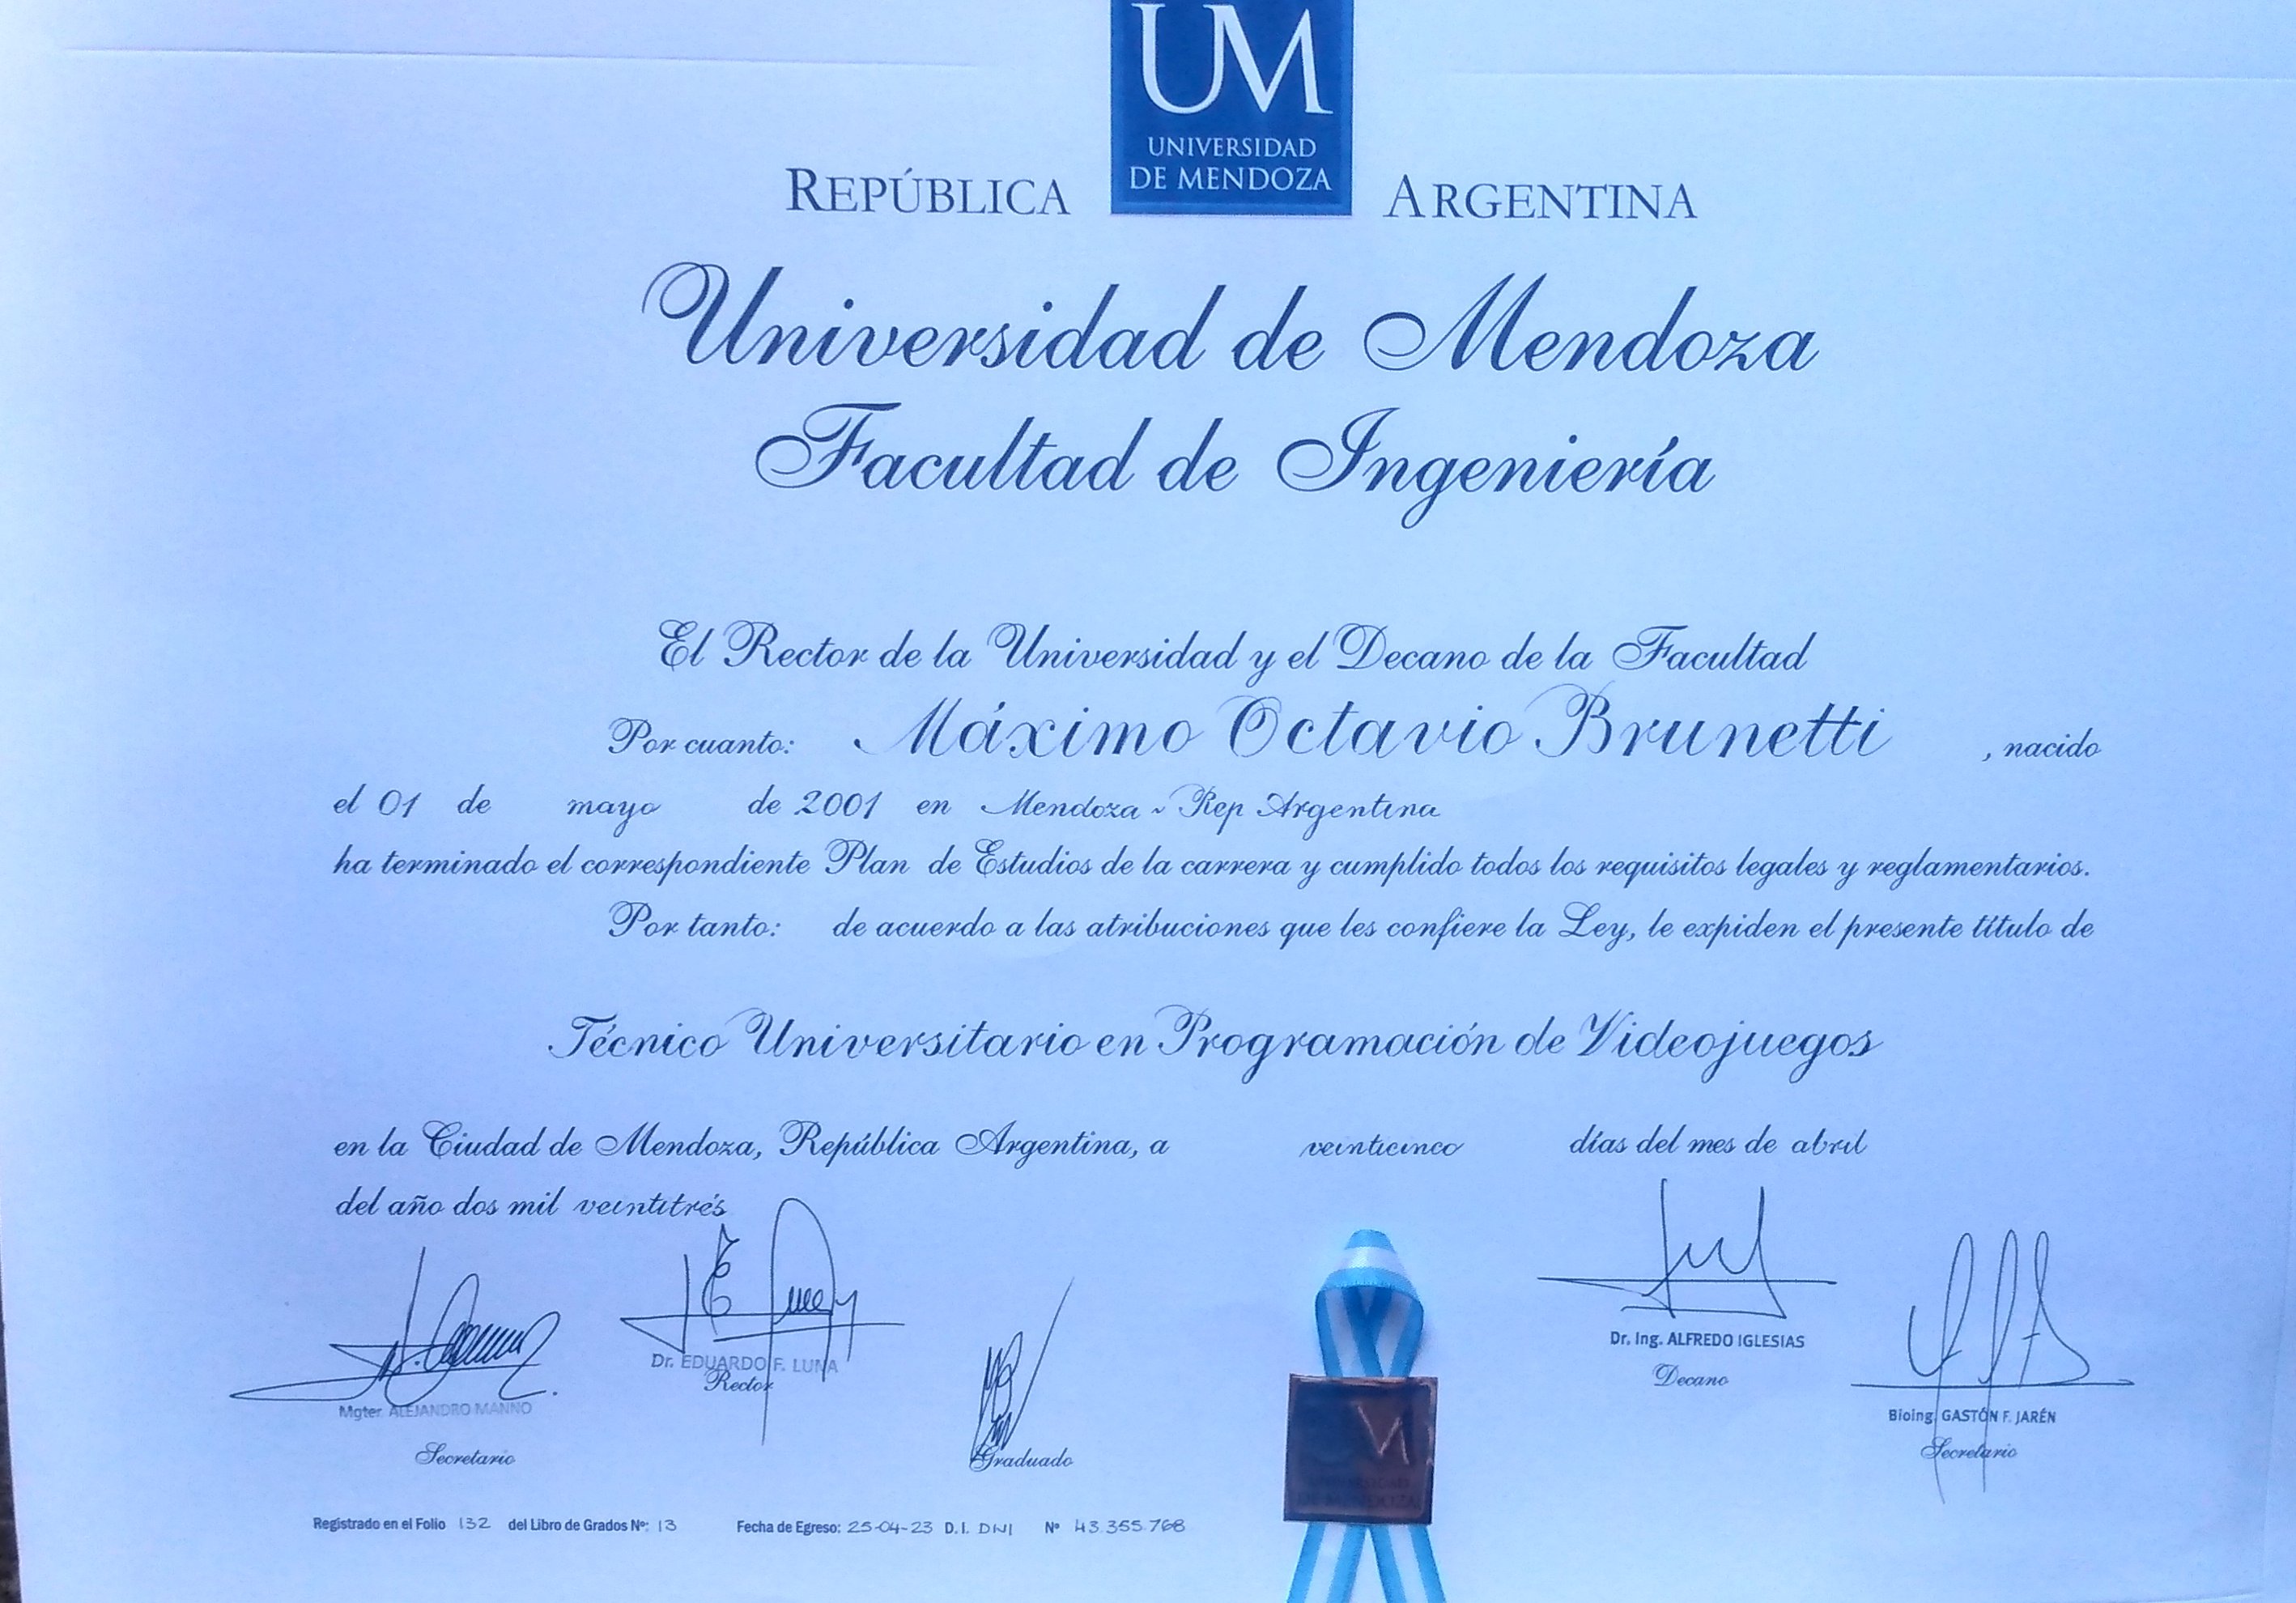 UM
UNIVERSIDAD
DE MENDOZA
REPÚBLICA ARGENTINA
Universidad de Mendoza
Facultad de Ingeniería
El Rector de la Universidad y el Decano de la Facultad
Por cuanto: Máximo Octavio Brunetti , nacido
el 01 de mayo de 2001 en Mendoza ~ Rep Argentina
ha terminado el correspondiente Plan de Estudios de la carrera y cumplido todos los requisitos legales y reglamentarios.
Por tanto: de acuerdo a las atribuciones que les confiere la Ley, le expiden el presente título de
Técnico Universitario en Programación de Videojuegos
en la Ciudad de Mendoza, República Argentina, a veinticinco días del mes de abril
del año dos mil veintitrés
Mgter. ALEJANDRO MANNO
Secretario
Dr. EDUARDO F. LUNA
Rector
Graduado
Dr. Ing. ALFREDO IGLESIAS
Decano
Bioing. GASTÓN F. JARÉN
Secretario
Registrado en el Folio 132 del Libro de Grados Nº: 13 Fecha de Egreso: 25-04-23 D.I. DNI Nº 43.355.768